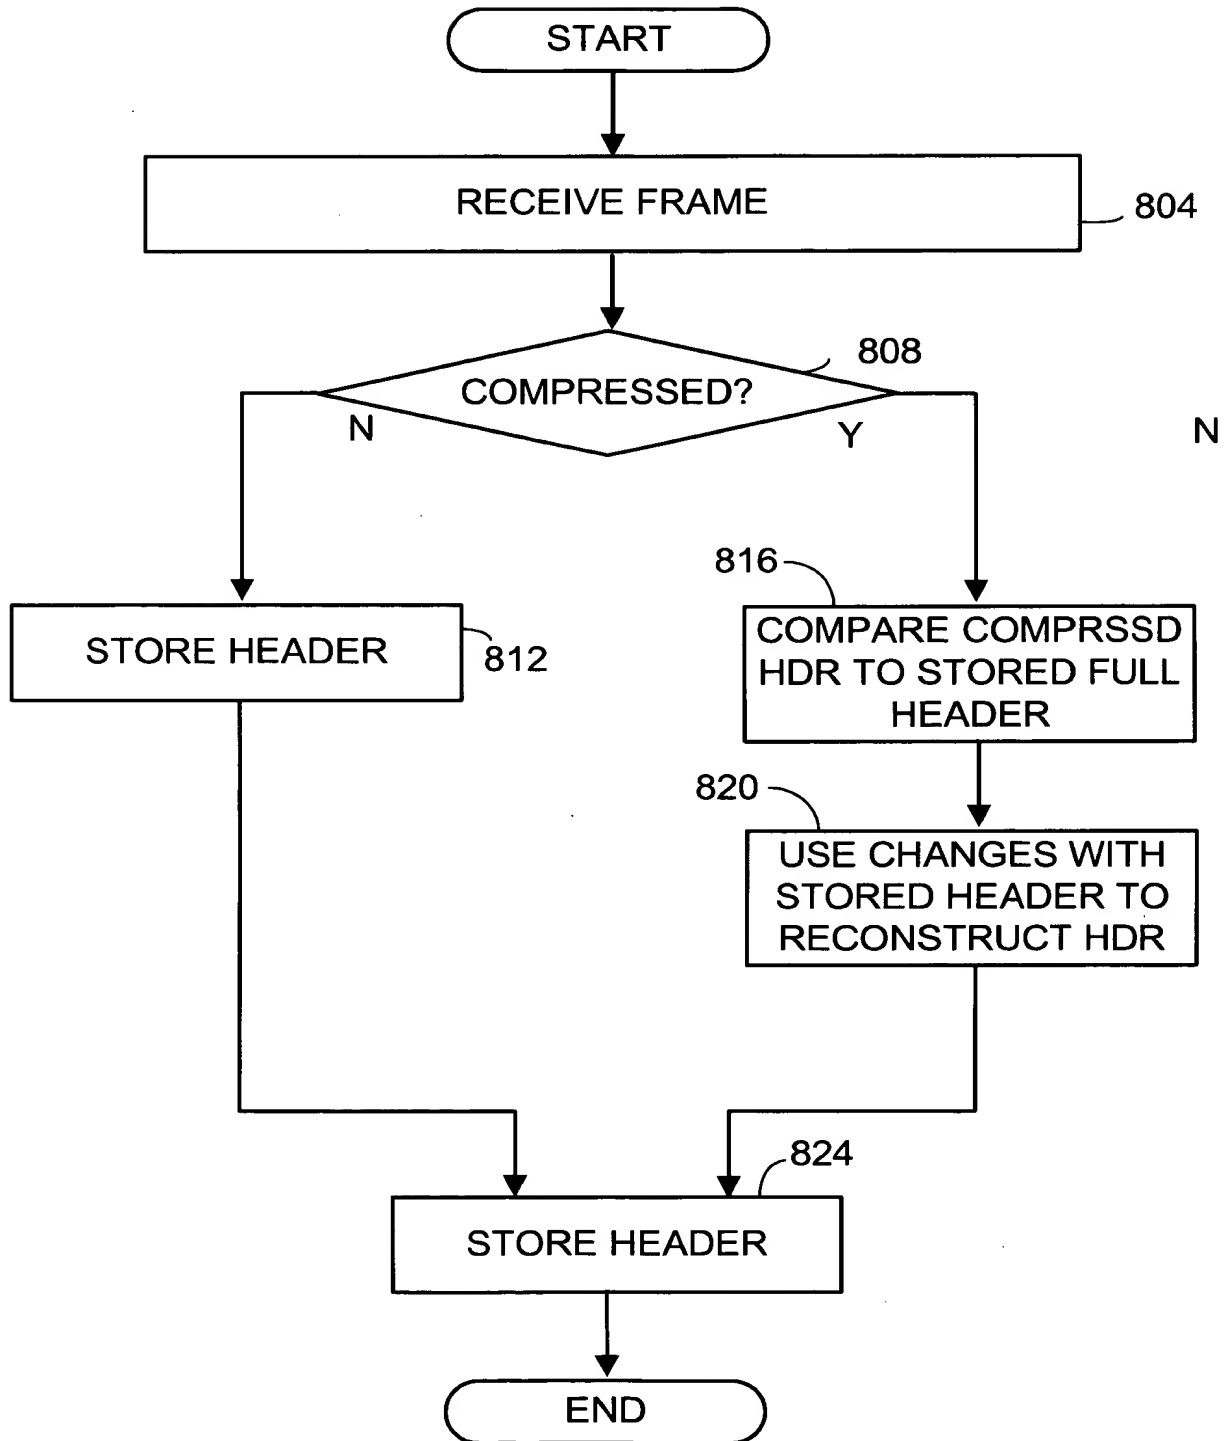 START
RECEIVE FRAME
804
808
COMPRESSED?
N
Y
N
816
STORE HEADER
812
COMPARE COMPRSSD
HDR TO STORED FULL
HEADER
820
USE CHANGES WITH
STORED HEADER TO
RECONSTRUCT HDR
824
STORE HEADER
END